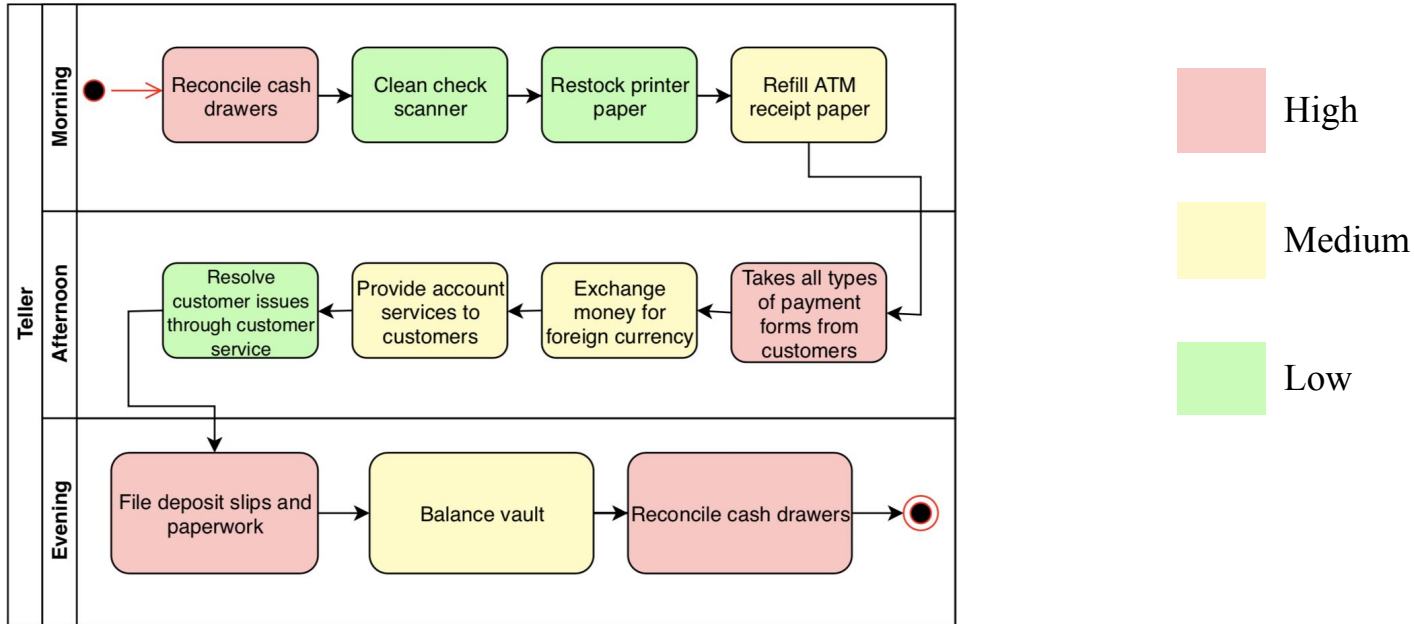 Teller
Morning
Reconcile cash
drawers
Clean check
scanner
Restock printer
paper
Refill ATM
receipt paper
Afternoon
Resolve
customer issues
through customer
service
Provide account
services to
customers
Exchange
money for
foreign currency
Takes all types
of payment
forms from
customers
Evening
File deposit slips and
paperwork
Balance vault
Reconcile cash drawers
High
Medium
Low